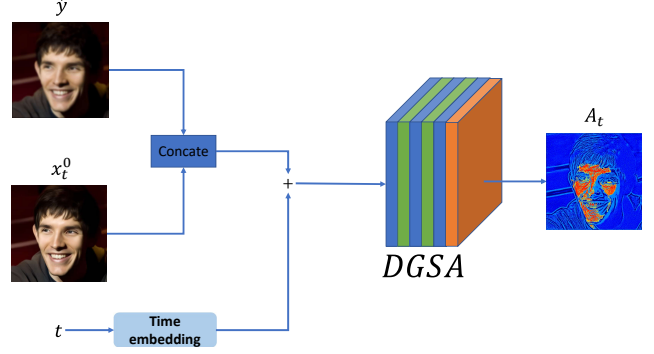 ŷ
Concate
x_t^0
+
A_t
DGSA
t
Time
embedding